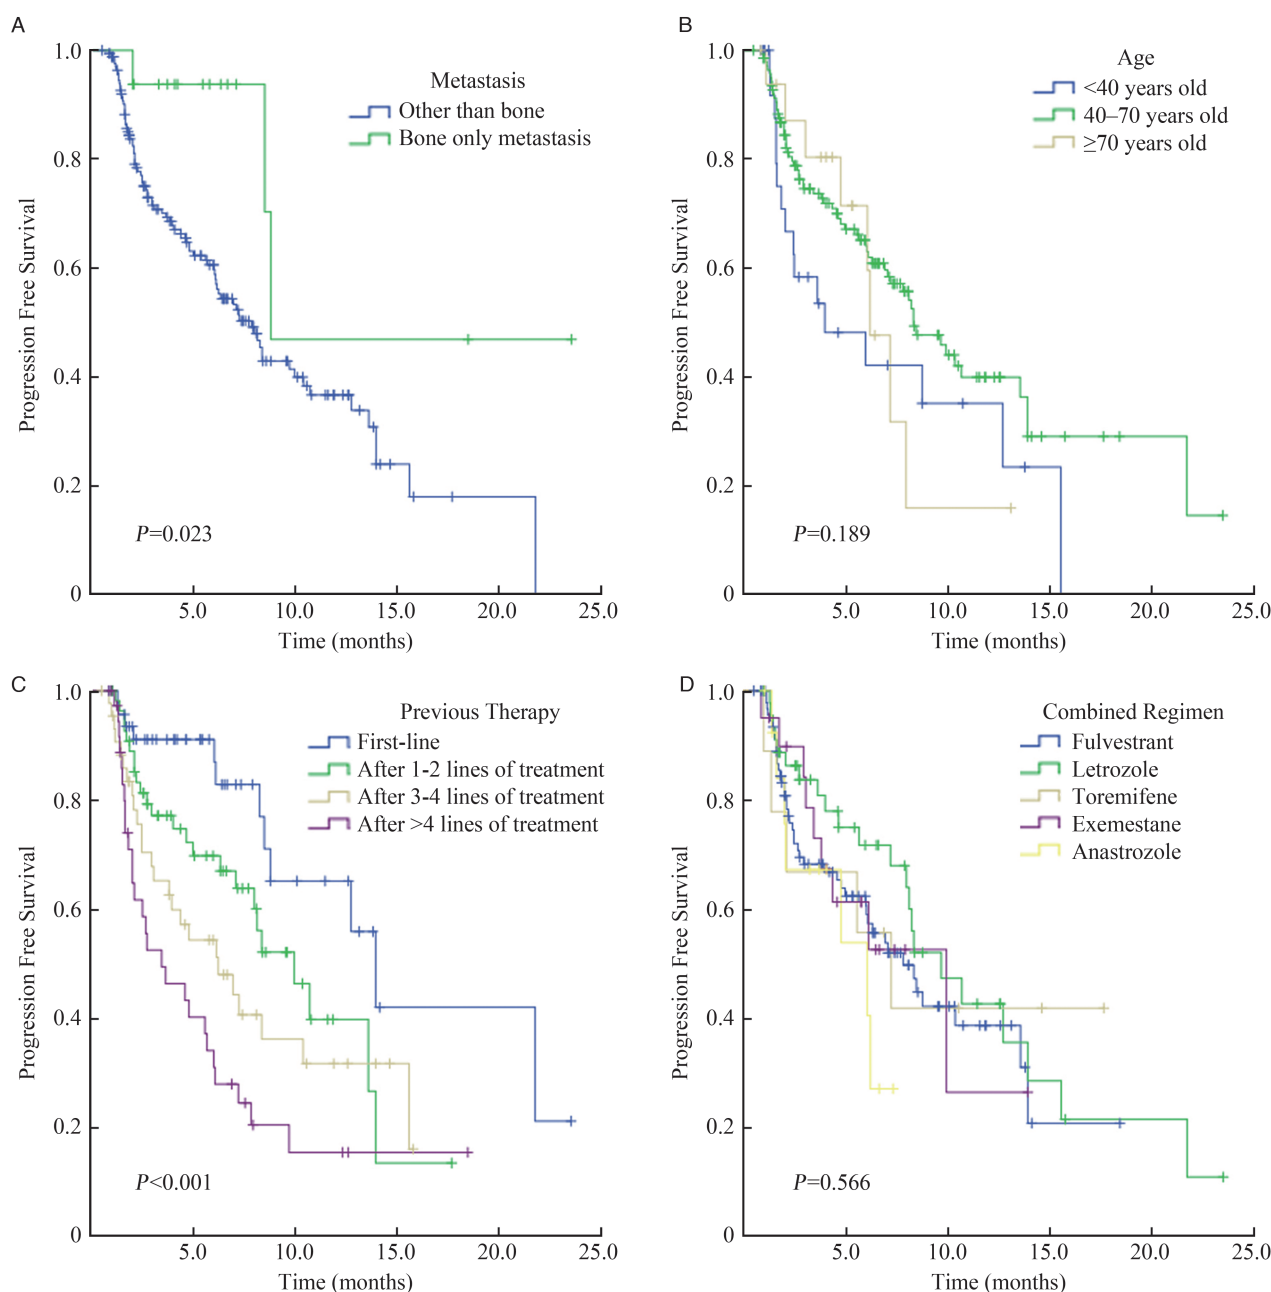 A
Progression Free Survival
1.0
0.8
0.6
0.4
0.2
0
Metastasis
Other than bone
Bone only metastasis
P=0.023
5.0 10.0 15.0 20.0 25.0
Time (months)
B
Progression Free Survival
1.0
0.8
0.6
0.4
0.2
0
Age
<40 years old
40–70 years old
≥70 years old
P=0.189
5.0 10.0 15.0 20.0 25.0
Time (months)
C
Progression Free Survival
1.0
0.8
0.6
0.4
0.2
0
Previous Therapy
First-line
After 1-2 lines of treatment
After 3-4 lines of treatment
After >4 lines of treatment
P<0.001
5.0 10.0 15.0 20.0 25.0
Time (months)
D
Progression Free Survival
1.0
0.8
0.6
0.4
0.2
0
Combined Regimen
Fulvestrant
Letrozole
Toremifene
Exemestane
Anastrozole
P=0.566
5.0 10.0 15.0 20.0 25.0
Time (months)